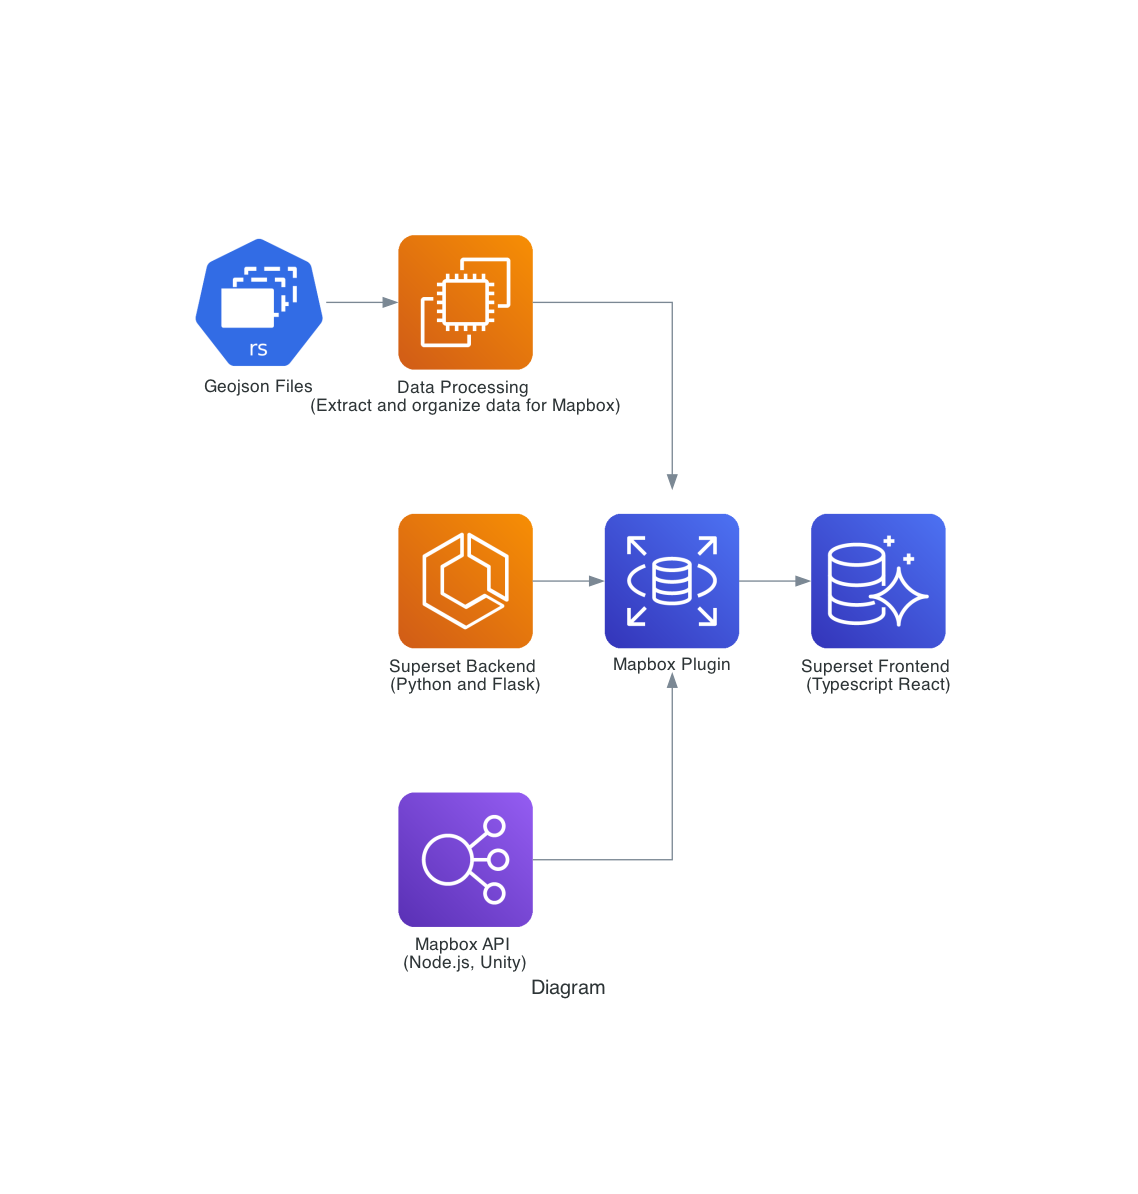 rs
Geojson Files
Data Processing
(Extract and organize data for Mapbox)
Superset Backend
(Python and Flask)
Mapbox Plugin
Superset Frontend
(Typescript React)
Mapbox API
(Node.js, Unity)
Diagram